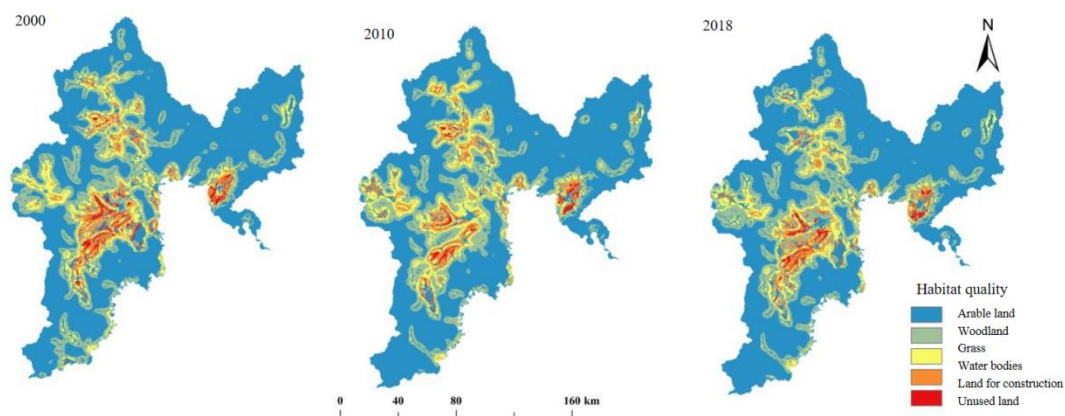 2000
2010
2018
N
Habitat quality
Arable land
Woodland
Grass
Water bodies
Land for construction
Unused land
0 40 80 160 km